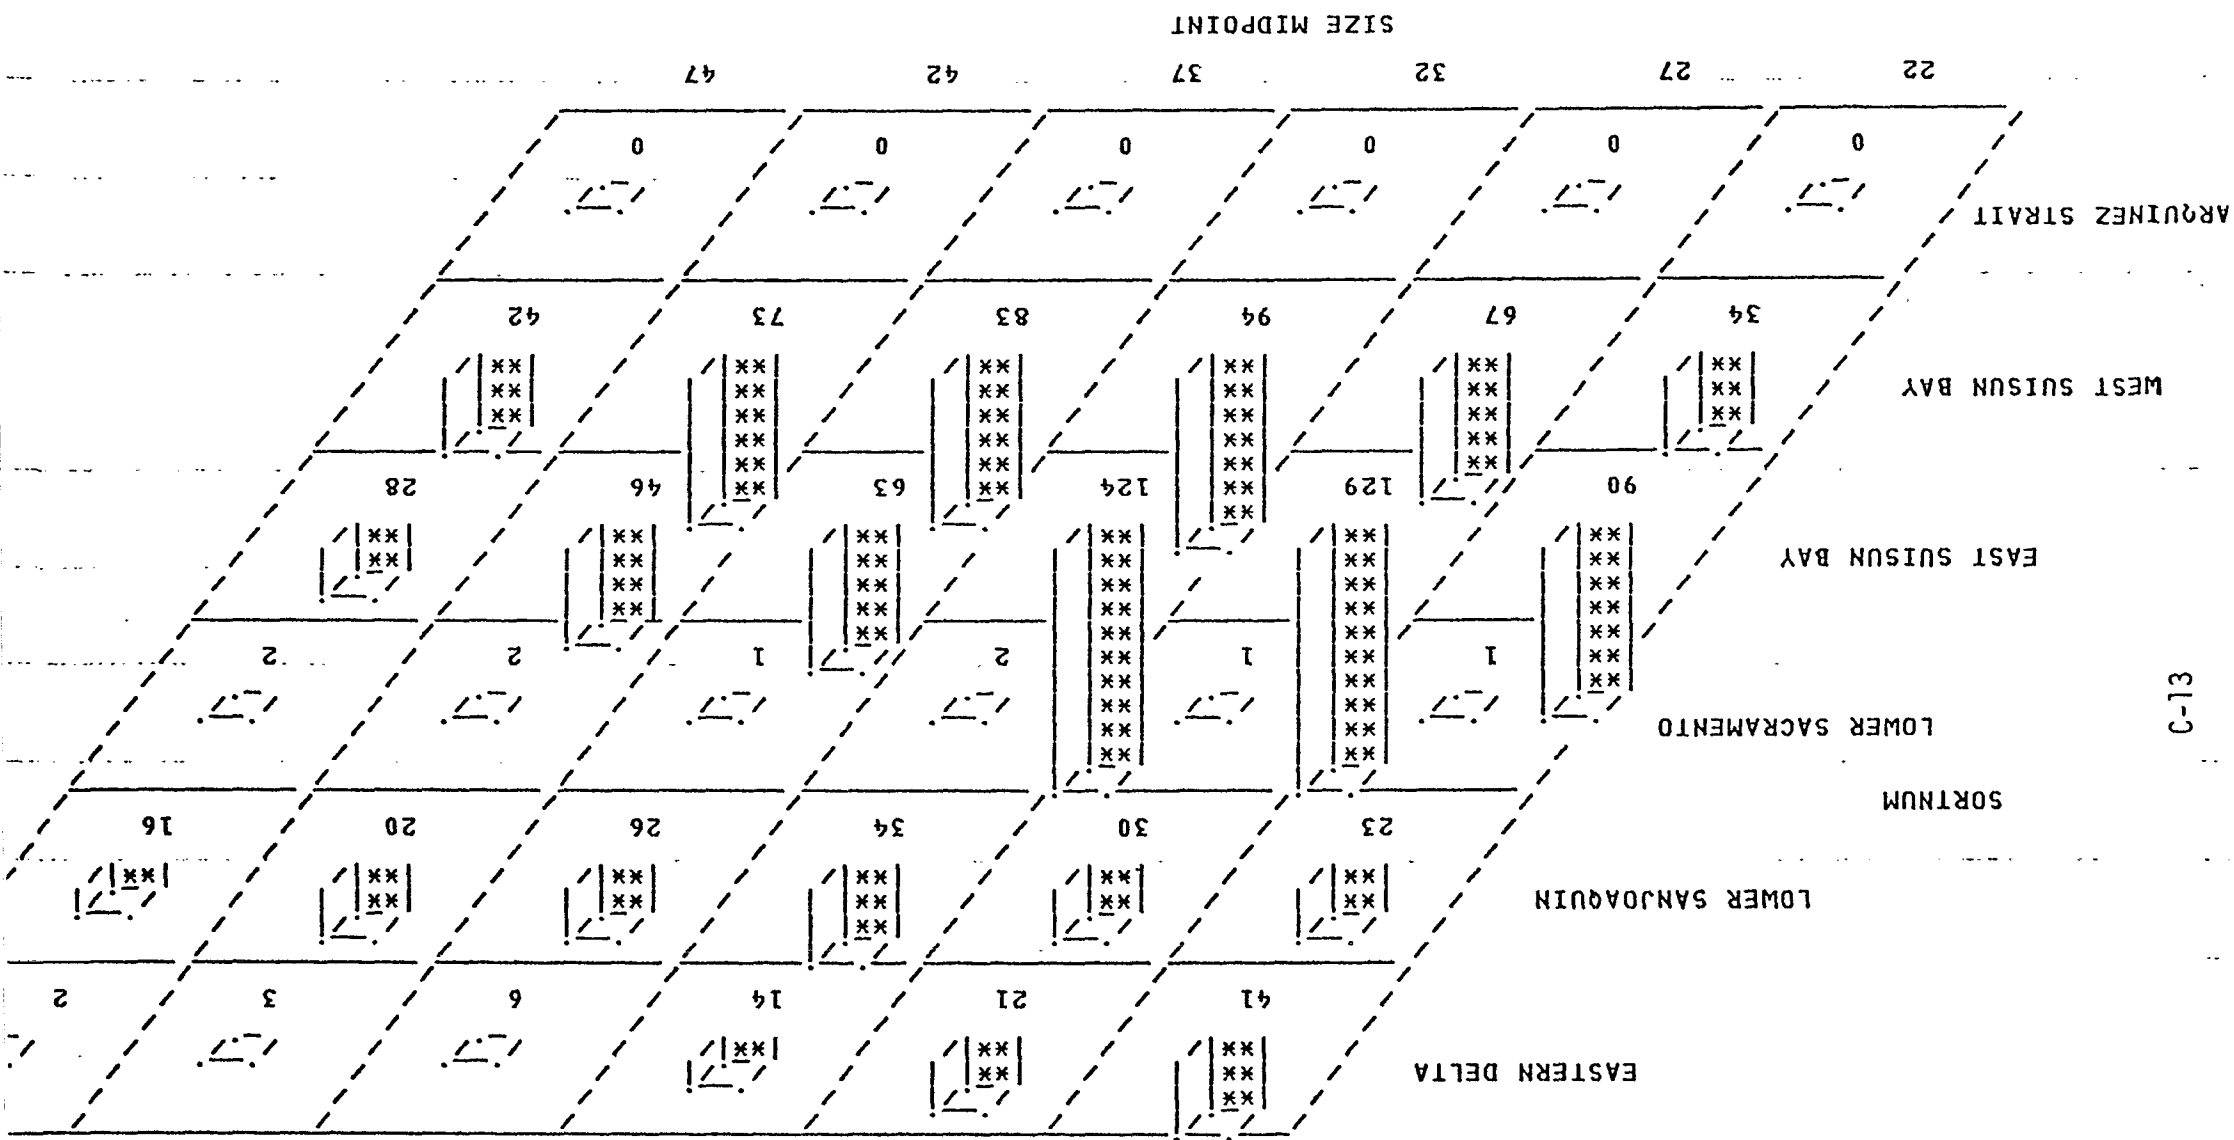 EASTERN DELTA
41 21 14 6 3 2
LOWER SANJOAQUIN
23 30 34 26 20 16
SORTNUM
LOWER SACRAMENTO
1 1 2 1 2 2
EAST SUISUN BAY
90 129 124 63 46 28
WEST SUISUN BAY
34 67 94 83 73 42
ARQUINEZ STRAIT
0 0 0 0 0 0
22 27 32 37 42 47
SIZE MIDPOINT
C-13